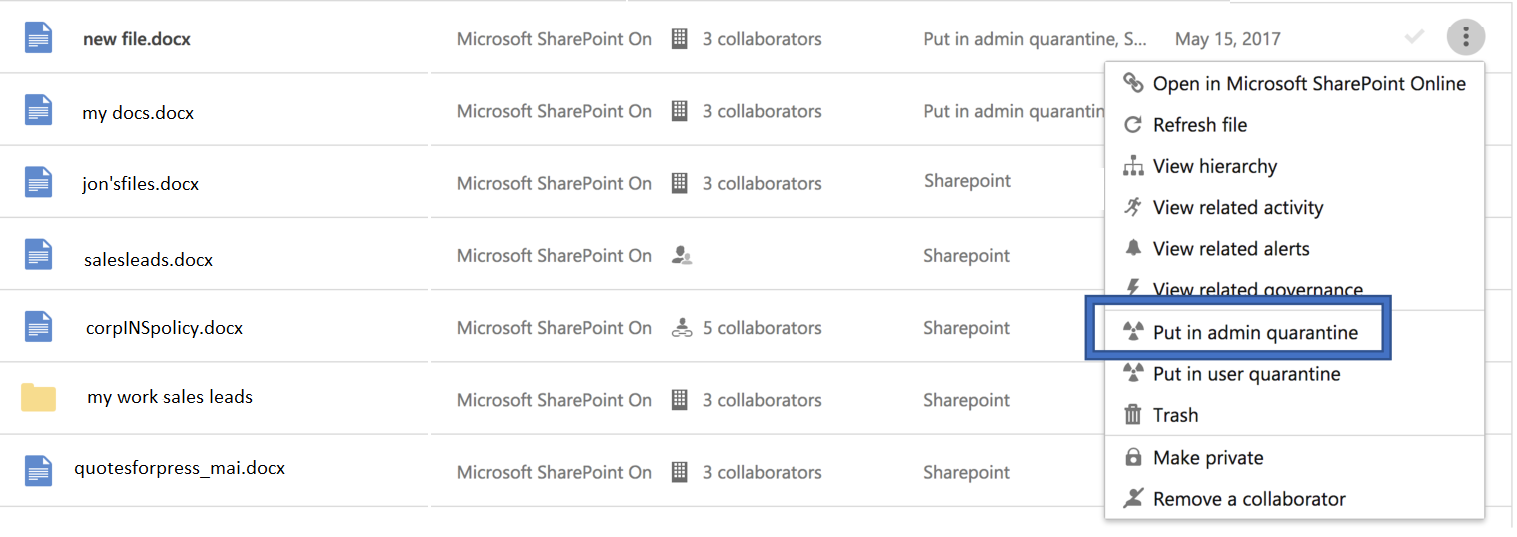 new file.docx Microsoft SharePoint On 3 collaborators Put in admin quarantine, S... May 15, 2017
my docs.docx Microsoft SharePoint On 3 collaborators Put in admin quarantin
jon'sfiles.docx Microsoft SharePoint On 3 collaborators Sharepoint
salesleads.docx Microsoft SharePoint On Sharepoint
corpINSpolicy.docx Microsoft SharePoint On 5 collaborators Sharepoint
my work sales leads Microsoft SharePoint On 3 collaborators Sharepoint
quotesforpress_mai.docx Microsoft SharePoint On 3 collaborators Sharepoint
Open in Microsoft SharePoint Online
Refresh file
View hierarchy
View related activity
View related alerts
View related governance
Put in admin quarantine
Put in user quarantine
Trash
Make private
Remove a collaborator